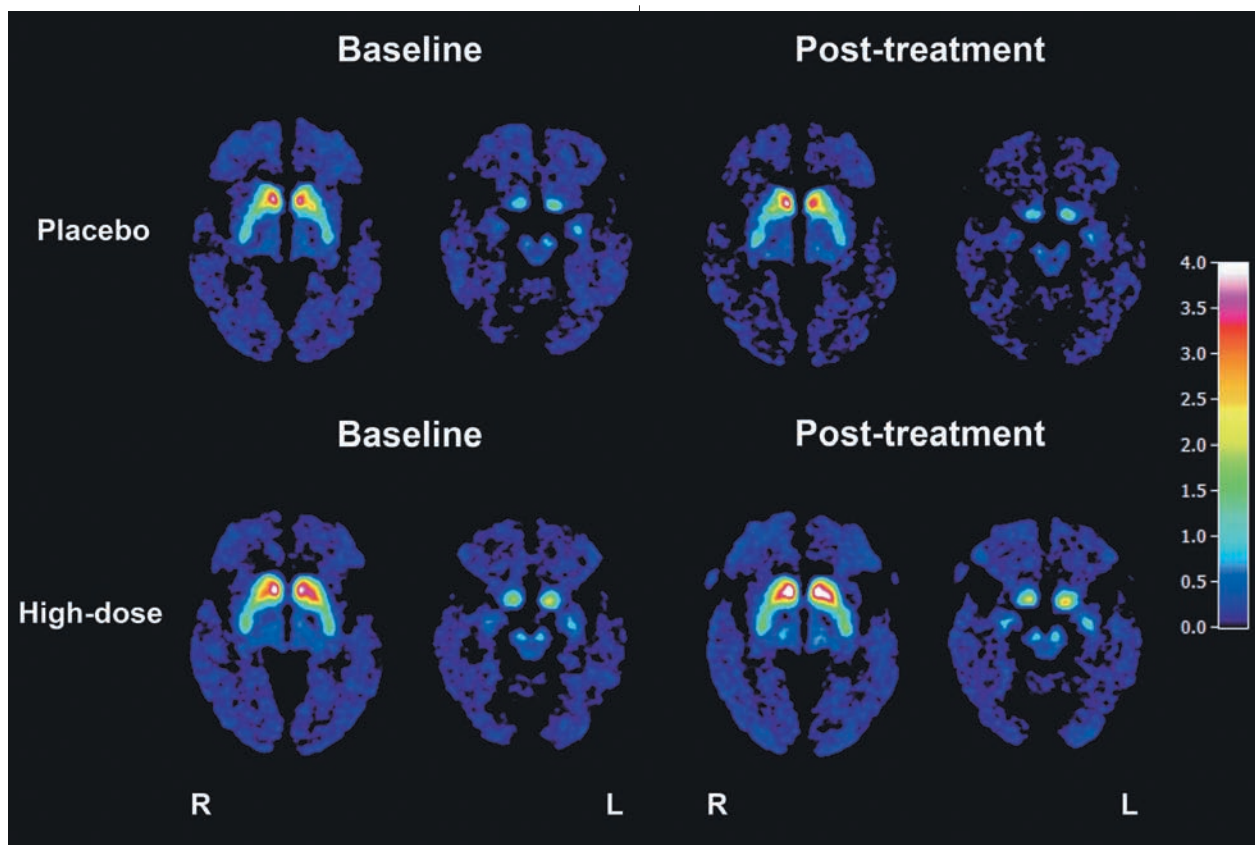 Baseline Post-treatment
Placebo
4.0
3.5
3.0
2.5
2.0
1.5
1.0
0.5
0.0
Baseline Post-treatment
High-dose
R L R L